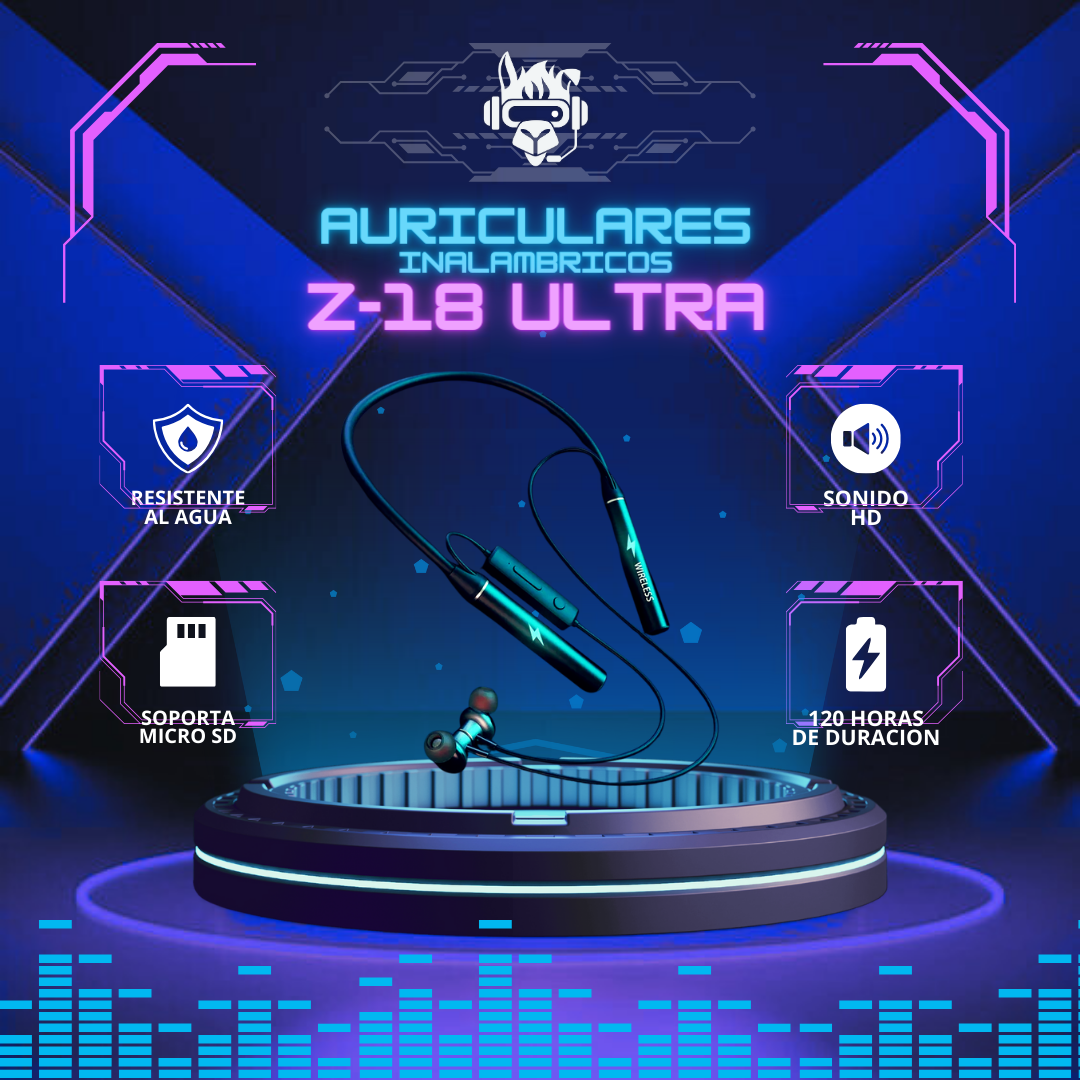 AURICULARES
INALAMBRICOS
Z-18 ULTRA
RESISTENTE
AL AGUA
SONIDO
HD
WIRELESS
SOPORTA
MICRO SD
120 HORAS
DE DURACION